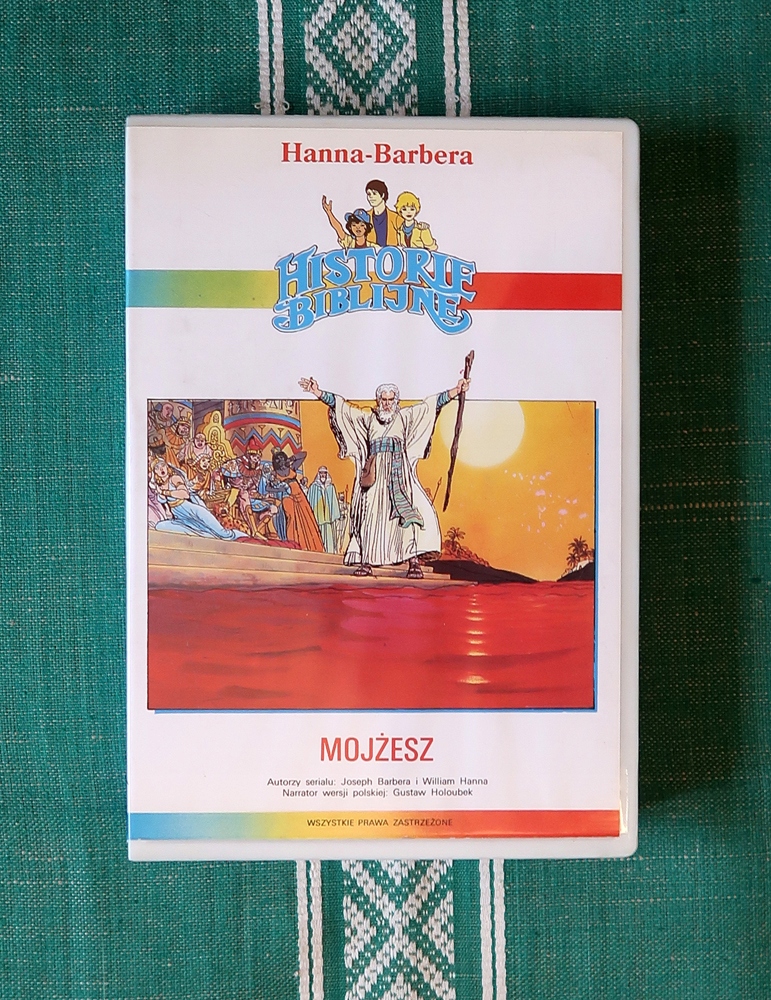 Hanna-Barbera
HISTORIE
BIBLIJNE
MOJŻESZ
Autorzy serialu: Joseph Barbera i William Hanna
Narrator wersji polskiej: Gustaw Holoubek
WSZYSTKIE PRAWA ZASTRZEŻONE